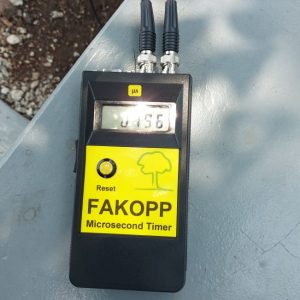 µs
Reset
FAKOPP
Microsecond Timer